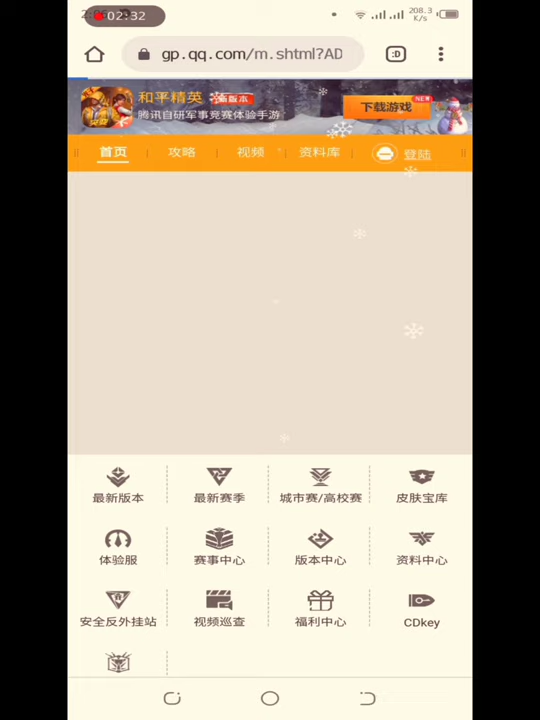 02:32
208.3
K/s
gp.qq.com/m.shtml?AD
:D
和平精英 新版本
腾讯自研军事竞赛体验手游
下载游戏 NEW
首页 攻略 视频 资料库 登陆
最新版本 最新赛季 城市赛/高校赛 皮肤宝库
体验服 赛事中心 版本中心 资料中心
安全反外挂站 视频巡查 福利中心 CDkey